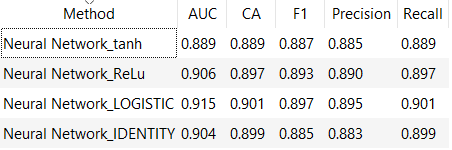 Method AUC CA F1 Precision Recall
Neural Network_tanh 0.889 0.889 0.887 0.885 0.889
Neural Network_ReLu 0.906 0.897 0.893 0.890 0.897
Neural Network_LOGISTIC 0.915 0.901 0.897 0.895 0.901
Neural Network_IDENTITY 0.904 0.899 0.885 0.883 0.899